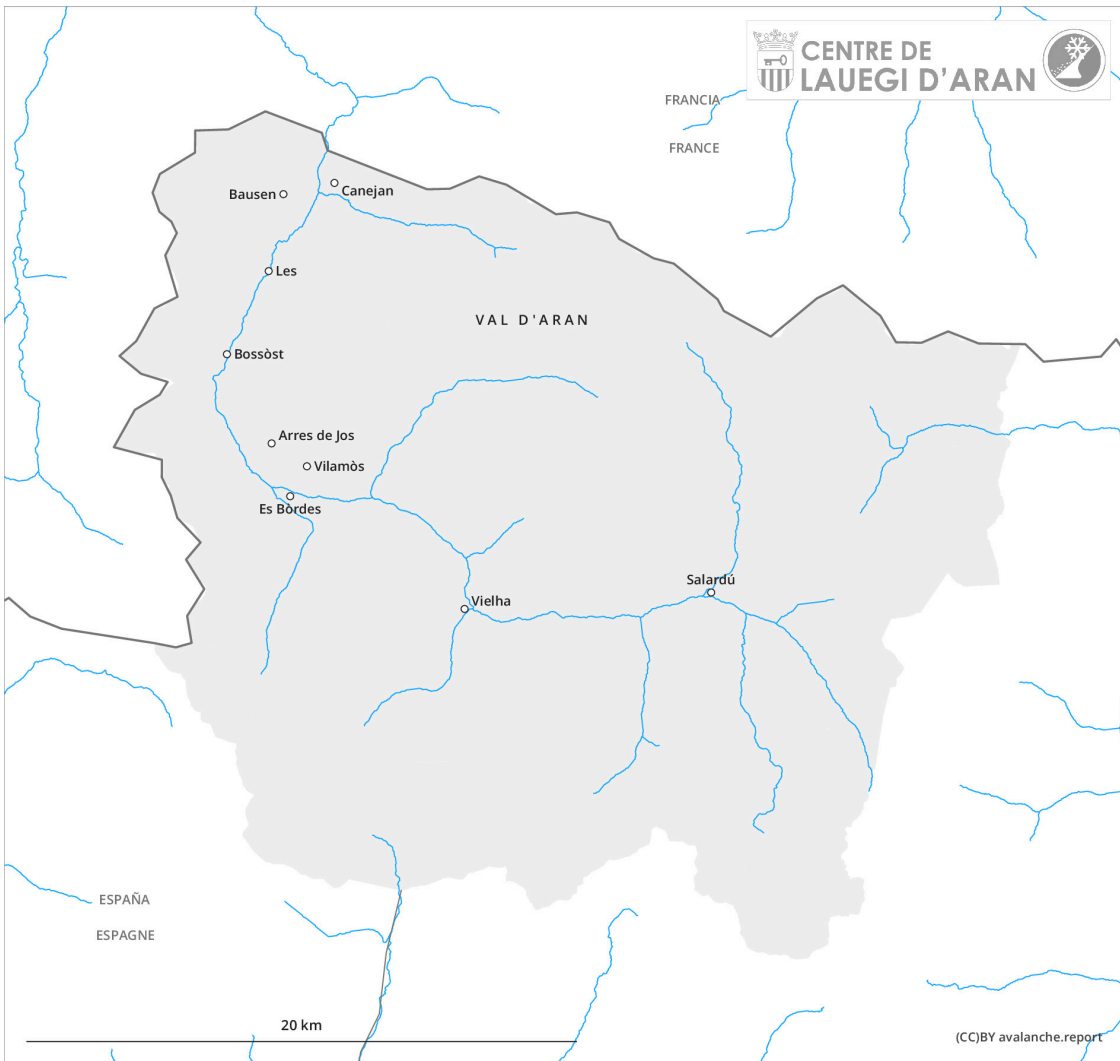 CENTRE DE
LAUEGI D'ARAN
FRANCIA
FRANCE
Bausen
Canejan
Les
VAL D'ARAN
Bossòst
Arres de Jos
Vilamòs
Es Bòrdes
Salardú
Vielha
ESPAÑA
ESPAGNE
20 km
(CC)BY avalanche.report